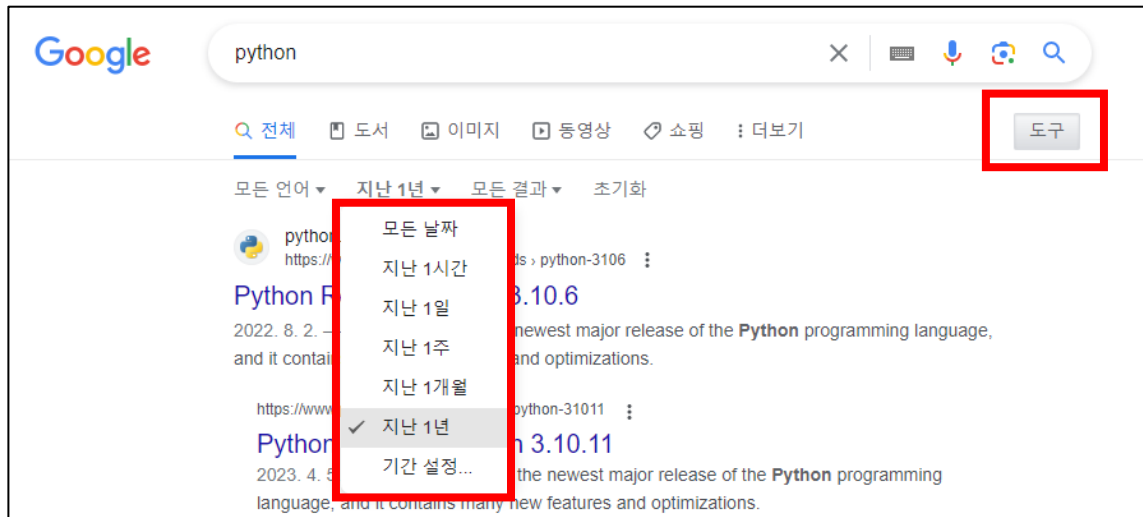 Google python
전체 도서 이미지 동영상 쇼핑 더보기 도구
모든 언어 지난 1년 모든 결과 초기화
모든 날짜
지난 1시간
지난 1일
지난 1주
지난 1개월
지난 1년
기간 설정...
python
https:// ds › python-3106
Python R 3.10.6
2022. 8. 2. — newest major release of the Python programming language,
and it contai and optimizations.
https://www python-31011
Python 3.10.11
2023. 4. 5 the newest major release of the Python programming
language, and it contains many new features and optimizations.